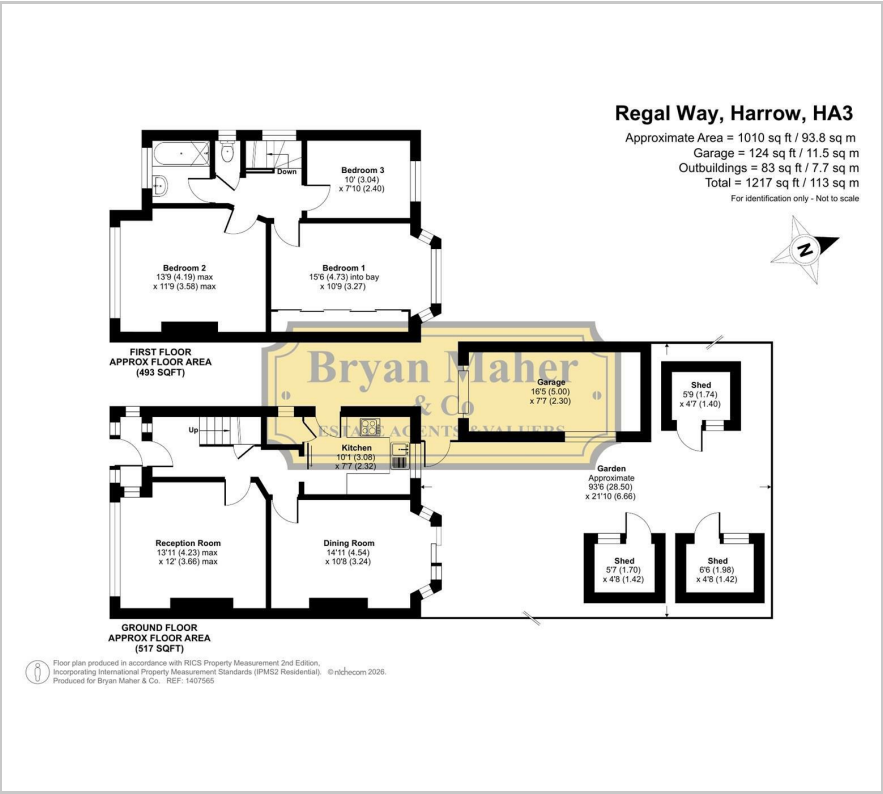 Regal Way, Harrow, HA3
Approximate Area = 1010 sq ft / 93.8 sq m
Garage = 124 sq ft / 11.5 sq m
Outbuildings = 83 sq ft / 7.7 sq m
Total = 1217 sq ft / 113 sq m
For identification only - Not to scale
N
Down
Bedroom 3
10' (3.04)
x 7'10 (2.40)
Bedroom 2
13'9 (4.19) max
x 11'9 (3.58) max
Bedroom 1
15'6 (4.73) into bay
x 10'9 (3.27)
FIRST FLOOR
APPROX FLOOR AREA
(493 SQFT)
Bryan Maher
& Co
ESTATE AGENTS & VALUERS
Garage
16'5 (5.00)
x 7'7 (2.30)
Shed
5'9 (1.74)
x 4'7 (1.40)
Up
Kitchen
10'1 (3.08)
x 7'7 (2.32)
Garden
Approximate
93'6 (28.50)
x 21'10 (6.66)
Reception Room
13'11 (4.23) max
x 12' (3.66) max
Dining Room
14'11 (4.54)
x 10'8 (3.24)
Shed
5'7 (1.70)
x 4'8 (1.42)
Shed
6'6 (1.98)
x 4'8 (1.42)
GROUND FLOOR
APPROX FLOOR AREA
(517 SQFT)
Floor plan produced in accordance with RICS Property Measurement 2nd Edition,
Incorporating International Property Measurement Standards (IPMS2 Residential). © nichecom 2026.
Produced for Bryan Maher & Co. REF: 1407565